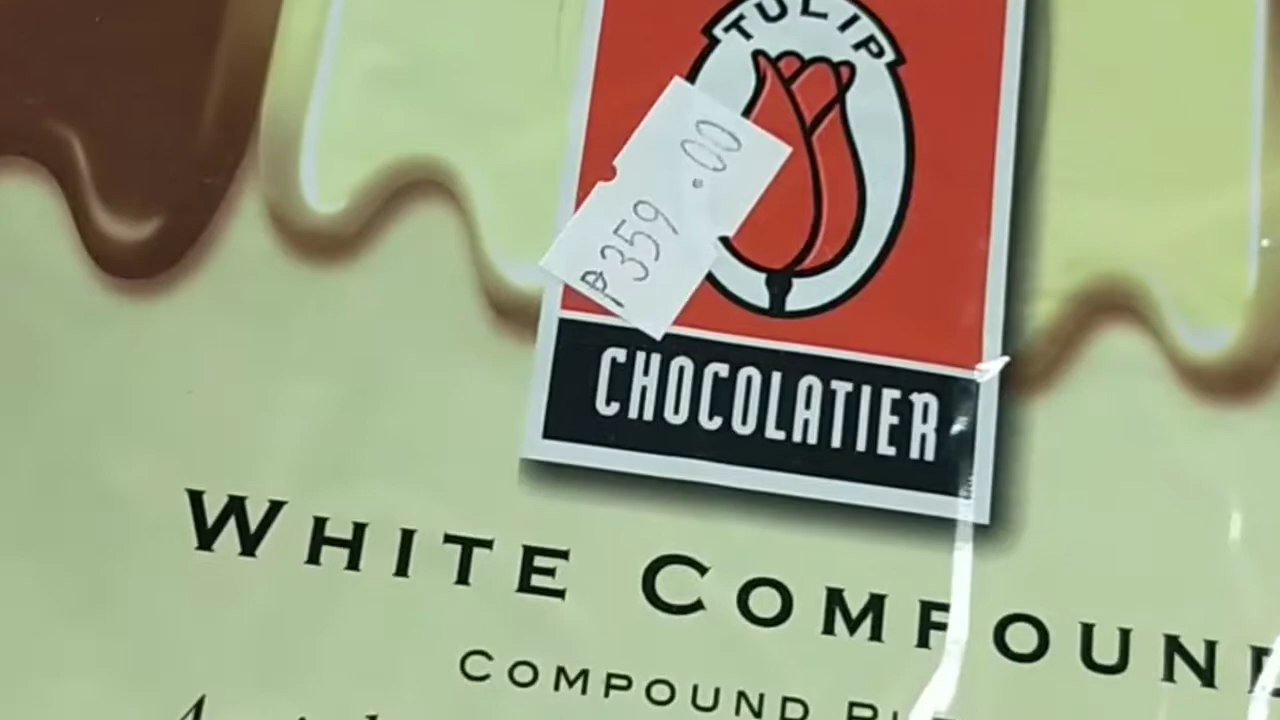 TULIP
₱359.00
CHOCOLATIER
WHITE COMPOUND
COMPOUND